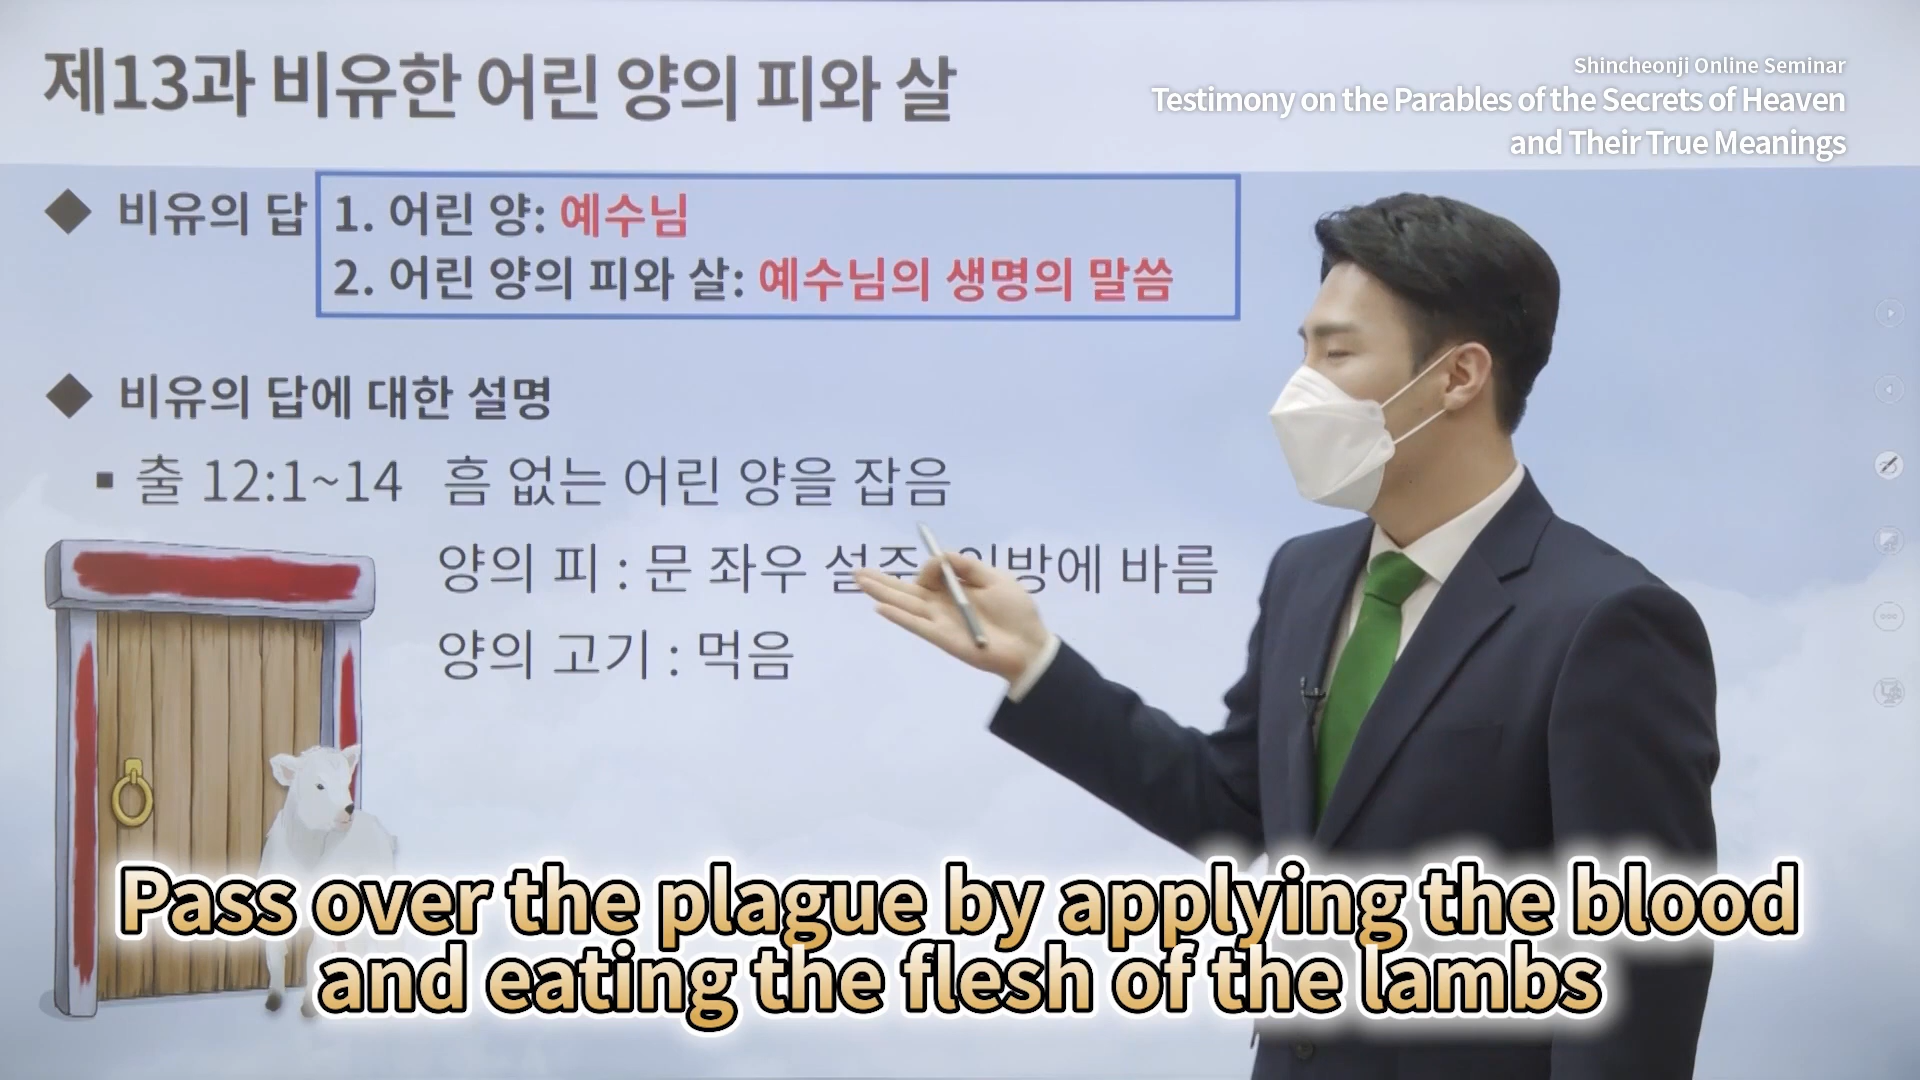 제13과 비유한 어린 양의 피와 살
Shincheonji Online Seminar
Testimony on the Parables of the Secrets of Heaven
and Their True Meanings
◆ 비유의 답
1. 어린 양: 예수님
2. 어린 양의 피와 살: 예수님의 생명의 말씀
◆ 비유의 답에 대한 설명
▪ 출 12:1~14 흠 없는 어린 양을 잡음
양의 피 : 문 좌우 설주 인방에 바름
양의 고기 : 먹음
Pass over the plague by applying the blood
and eating the flesh of the lambs